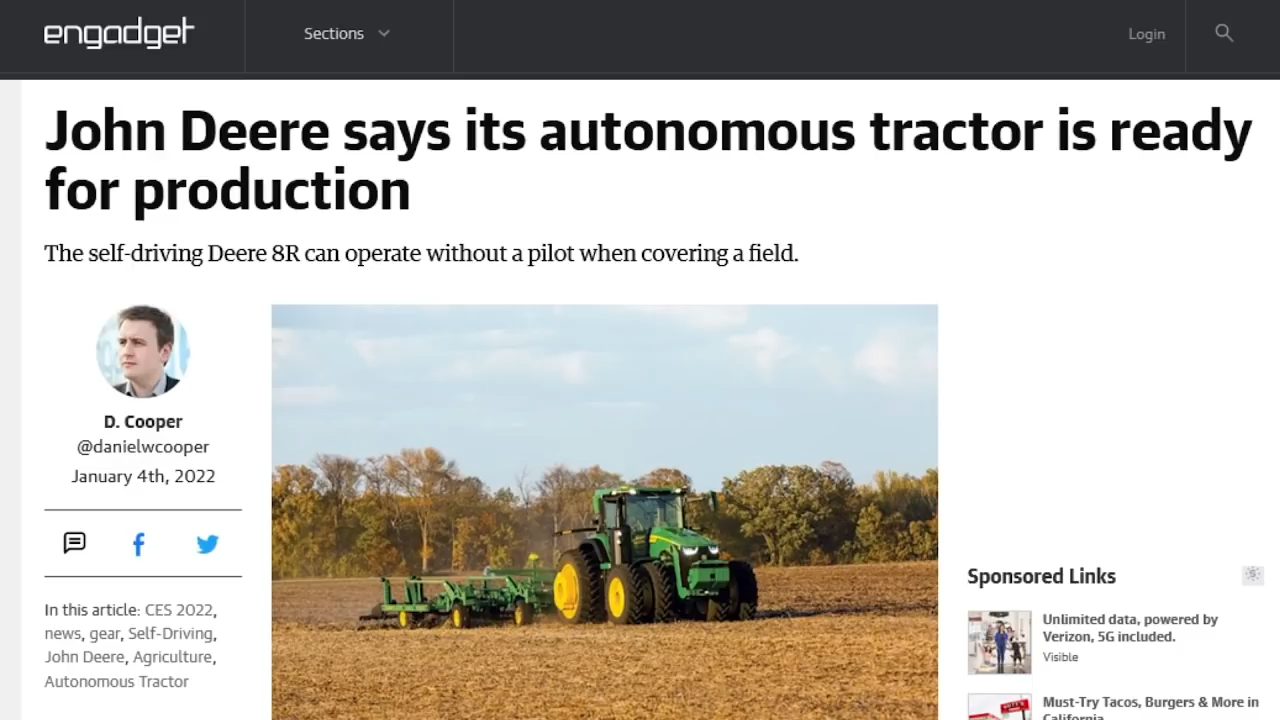 engadget
Sections
Login
John Deere says its autonomous tractor is ready
for production
The self-driving Deere 8R can operate without a pilot when covering a field.
D. Cooper
@danielwcooper
January 4th, 2022
In this article: CES 2022,
news, gear, Self-Driving,
John Deere, Agriculture,
Autonomous Tractor
Sponsored Links
Unlimited data, powered by
Verizon, 5G included.
Visible
Must-Try Tacos, Burgers & More in
California